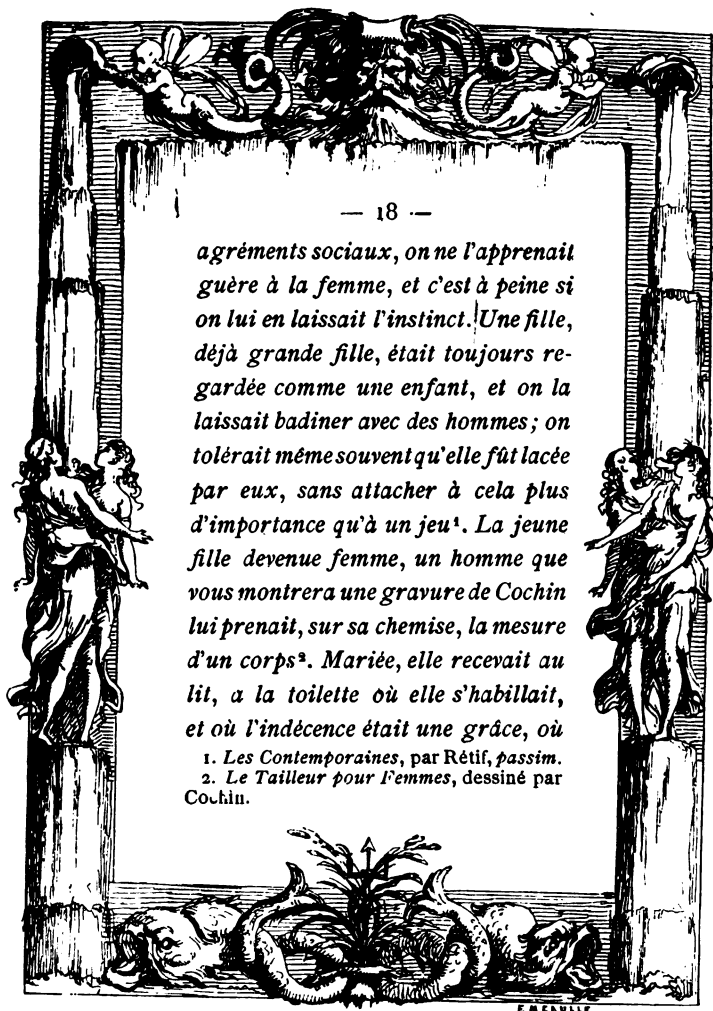 — 18 —
agréments sociaux, on ne l'apprenait
guère à la femme, et c'est à peine si
on lui en laissait l'instinct. Une fille,
déjà grande fille, était toujours re-
gardée comme une enfant, et on la
laissait badiner avec des hommes; on
tolérait même souvent qu'elle fût lacée
par eux, sans attacher à cela plus
d'importance qu'à un jeu¹. La jeune
fille devenue femme, un homme que
vous montrera une gravure de Cochin
lui prenait, sur sa chemise, la mesure
d'un corps². Mariée, elle recevait au
lit, a la toilette où elle s'habillait,
et où l'indécence était une grâce, où
1. Les Contemporaines, par Rétif, passim.
2. Le Tailleur pour Femmes, dessiné par
Cochin.